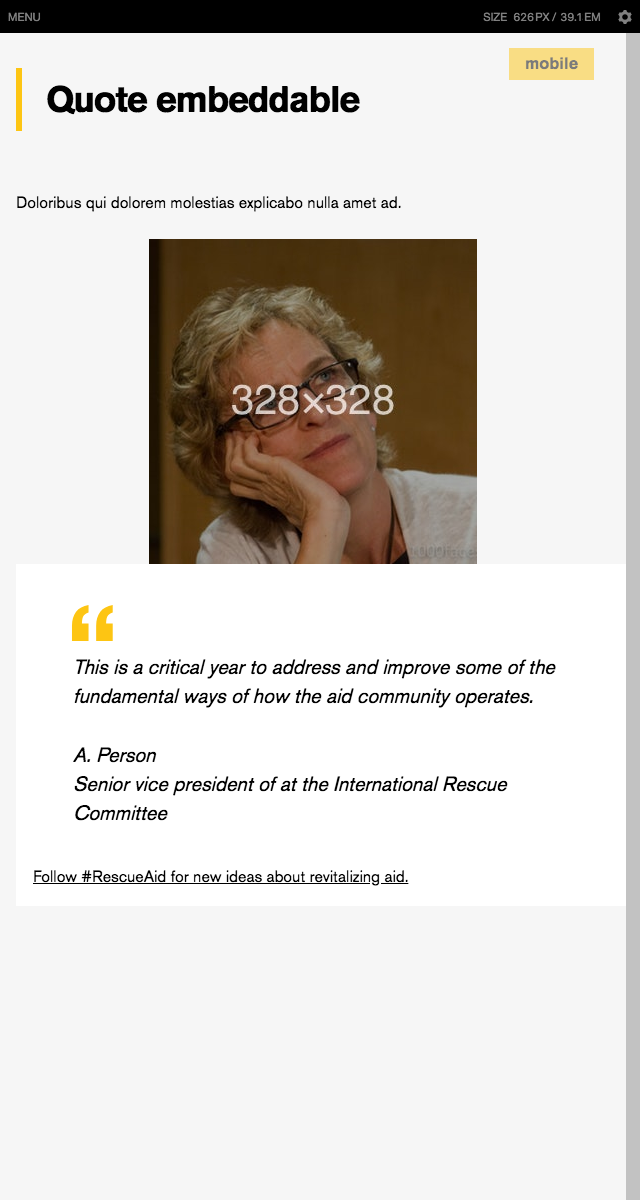 MENU
SIZE 626PX / 39.1EM
mobile
Quote embeddable
Doloribus qui dolorem molestias explicabo nulla amet ad.
328×328
“
This is a critical year to address and improve some of the
fundamental ways of how the aid community operates.
A. Person
Senior vice president of at the International Rescue
Committee
Follow #RescueAid for new ideas about revitalizing aid.